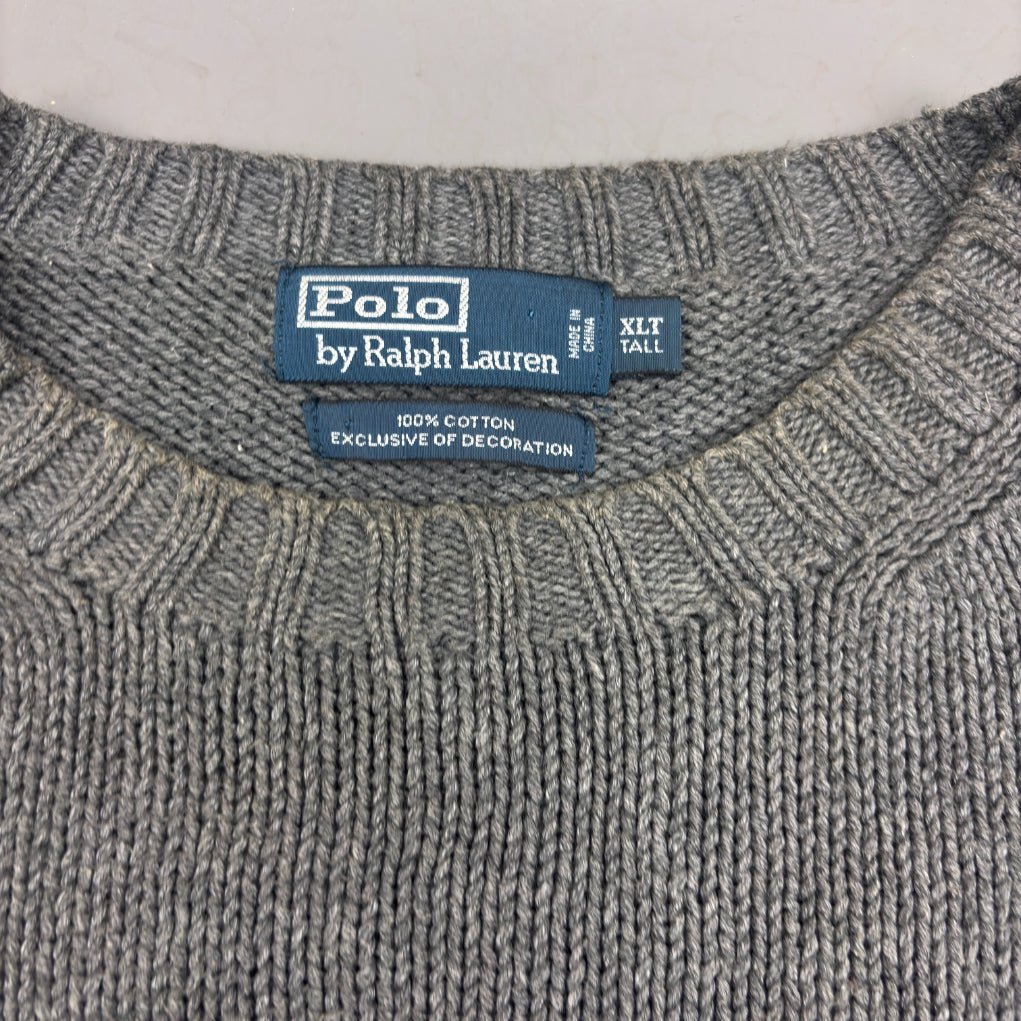 Polo
by Ralph Lauren
MADE IN
CHINA
XLT
TALL
100% COTTON
EXCLUSIVE OF DECORATION